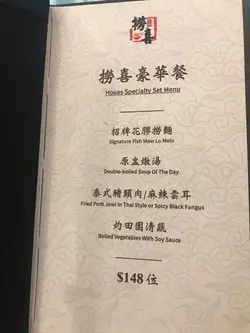 撈喜
撈喜豪華餐
Houes Specialty Set Menu
招牌花膠撈麵
Signature Fish Maw Lo Mein
原盅燉湯
Double-boiled Soup Of The Day
泰式豬頸肉/麻辣雲耳
Fried Pork Jowl In Thai Style or Spicy Black Fungus
灼田園清蔬
Boiled Vegetables With Soy Sauce
$148 位